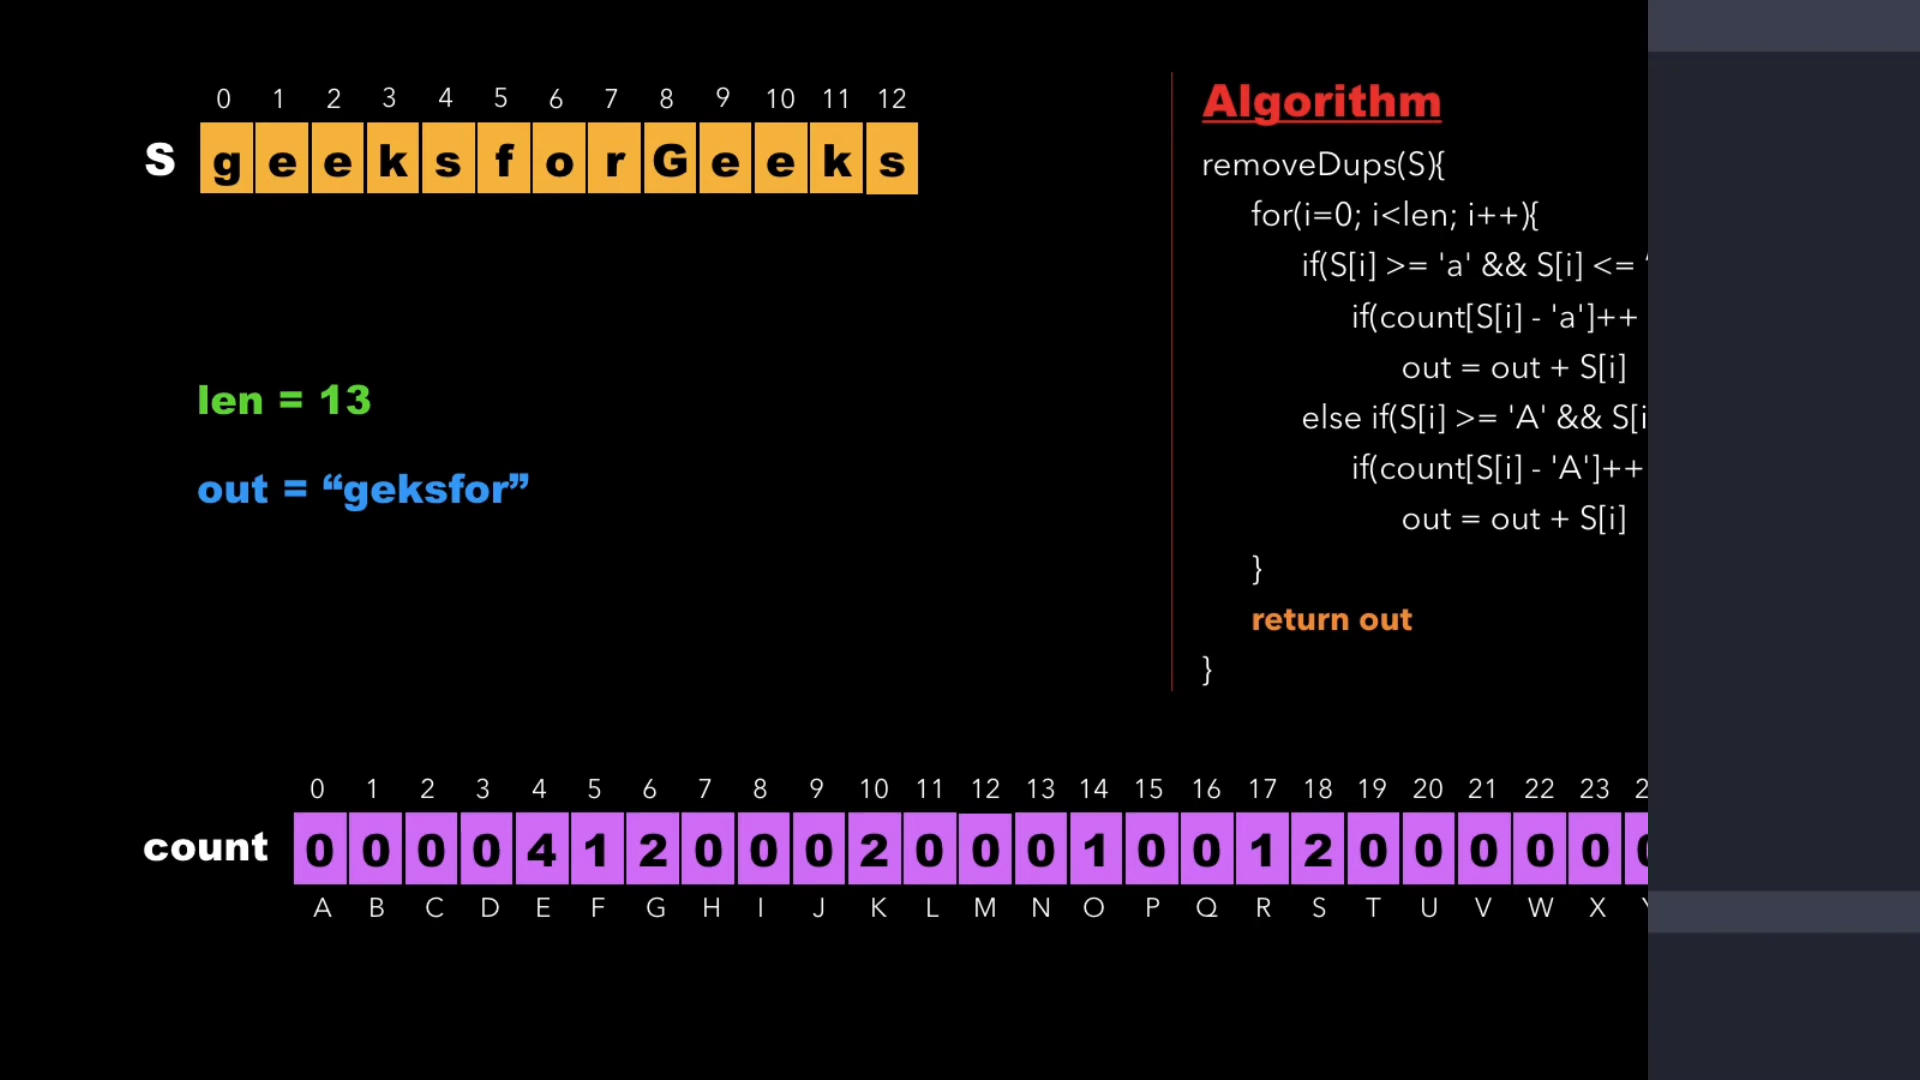 0 1 2 3 4 5 6 7 8 9 10 11 12
S g e e k s f o r G e e k s
len = 13
out = “geksfor”
Algorithm
removeDups(S){
for(i=0; i<len; i++){
if(S[i] >= 'a' && S[i] <= ‘
if(count[S[i] - 'a']++
out = out + S[i]
else if(S[i] >= 'A' && S[i
if(count[S[i] - 'A']++
out = out + S[i]
}
return out
}
0 1 2 3 4 5 6 7 8 9 10 11 12 13 14 15 16 17 18 19 20 21 22 23 2
count 0 0 0 0 4 1 2 0 0 0 2 0 0 0 1 0 0 1 2 0 0 0 0 0 0
A B C D E F G H I J K L M N O P Q R S T U V W X